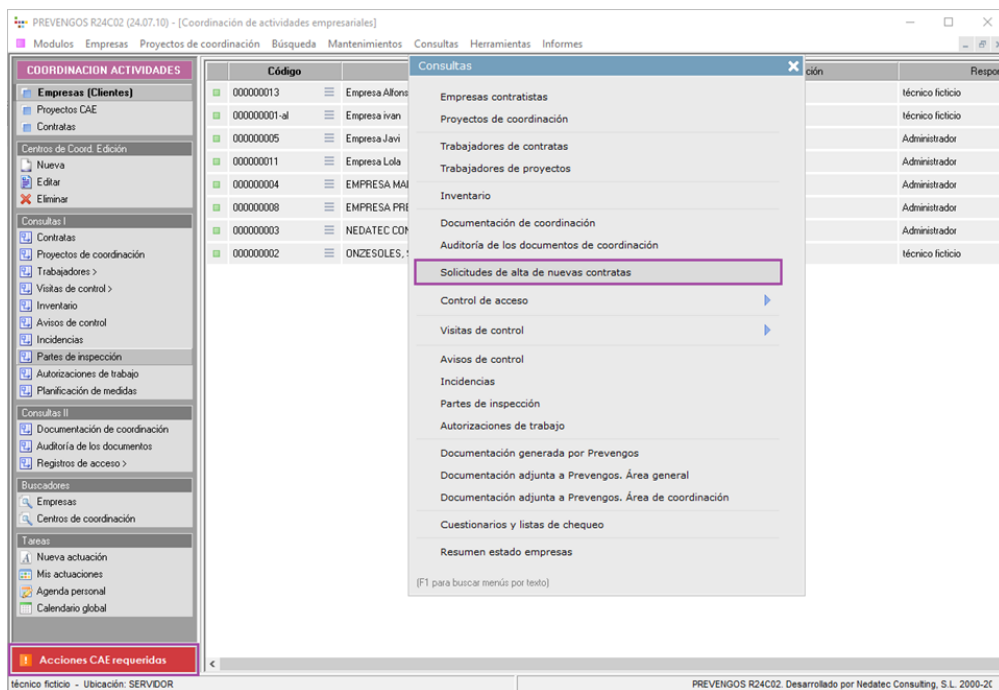 PREVENGOS R24C02 (24.07.10) - [Coordinación de actividades empresariales]
Modulos Empresas Proyectos de coordinación Búsqueda Mantenimientos Consultas Herramientas Informes
COORDINACION ACTIVIDADES
Empresas (Clientes)
Proyectos CAE
Contratas
Centros de Coord. Edición
Nueva
Editar
Eliminar
Consultas I
Contratas
Proyectos de coordinación
Trabajadores >
Visitas de control >
Inventario
Avisos de control
Incidencias
Partes de inspección
Autorizaciones de trabajo
Planificación de medidas
Consultas II
Documentación de coordinación
Auditoría de los documentos
Registros de acceso >
Buscadores
Empresas
Centros de coordinación
Tareas
Nueva actuación
Mis actuaciones
Agenda personal
Calendario global
Acciones CAE requeridas
Código ción Respon
000000013 Empresa Alfons técnico ficticio
000000001-al Empresa ivan técnico ficticio
000000005 Empresa Javi Administrador
000000011 Empresa Lola Administrador
000000004 EMPRESA MAI Administrador
000000008 EMPRESA PRE Administrador
000000003 NEDATEC CON Administrador
000000002 ONZESOLES, S técnico ficticio
Consultas
Empresas contratistas
Proyectos de coordinación
Trabajadores de contratas
Trabajadores de proyectos
Inventario
Documentación de coordinación
Auditoría de los documentos de coordinación
Solicitudes de alta de nuevas contratas
Control de acceso
Visitas de control
Avisos de control
Incidencias
Partes de inspección
Autorizaciones de trabajo
Documentación generada por Prevengos
Documentación adjunta a Prevengos. Área general
Documentación adjunta a Prevengos. Área de coordinación
Cuestionarios y listas de chequeo
Resumen estado empresas
(F1 para buscar menús por texto)
técnico ficticio - Ubicación: SERVIDOR
PREVENGOS R24C02. Desarrollado por Nedatec Consulting, S.L. 2000-20